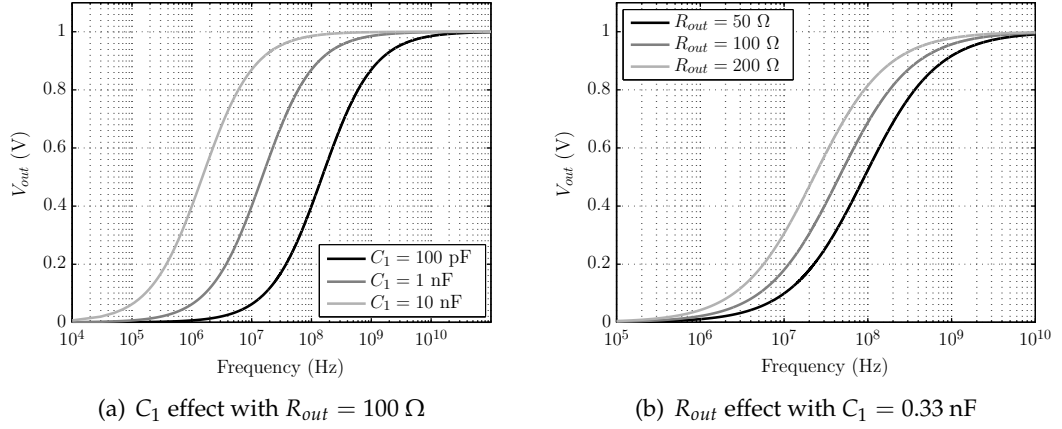 1
0.8
0.6
0.4
0.2
0
V_out (V)
10^4 10^5 10^6 10^7 10^8 10^9 10^10
Frequency (Hz)
C_1 = 100 pF
C_1 = 1 nF
C_1 = 10 nF
(a) C_1 effect with R_out = 100 Ω
1
0.8
0.6
0.4
0.2
0
V_out (V)
R_out = 50 Ω
R_out = 100 Ω
R_out = 200 Ω
10^5 10^6 10^7 10^8 10^9 10^10
Frequency (Hz)
(b) R_out effect with C_1 = 0.33 nF